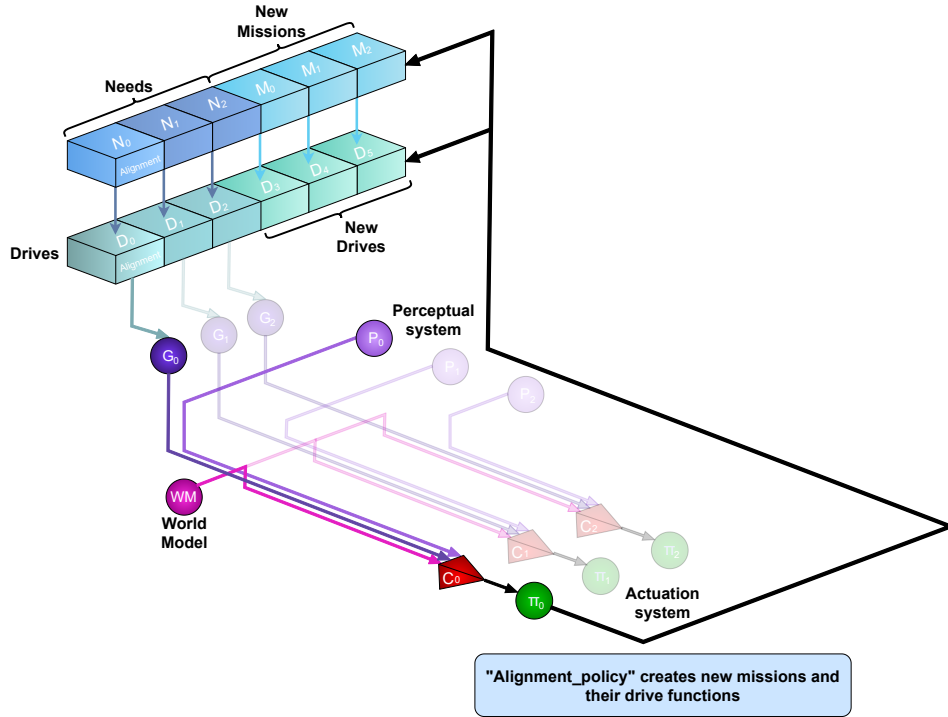 New
Missions
Needs
N₀ N₁ N₂ M₀ M₁ M₂
Alignment
Drives
D₀ D₁ D₂ D₃ D₄ D₅
Alignment
New
Drives
G₀ G₁ G₂
Perceptual
system
P₀ P₁ P₂
WM
World
Model
C₀ C₁ C₂
π₀ π₁ π₂
Actuation
system
"Alignment_policy" creates new missions and
their drive functions